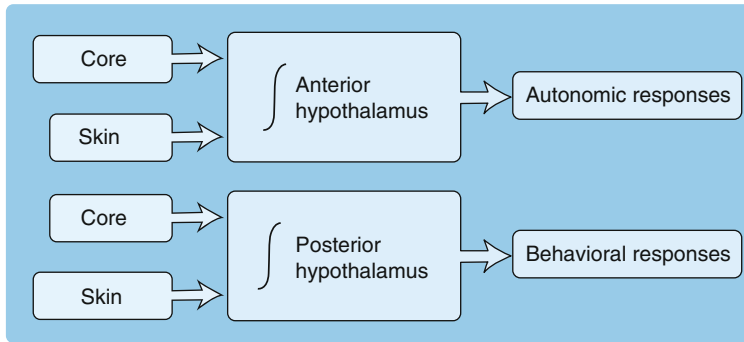 Core
Skin
∫ Anterior
hypothalamus
Autonomic responses
Core
Skin
∫ Posterior
hypothalamus
Behavioral responses